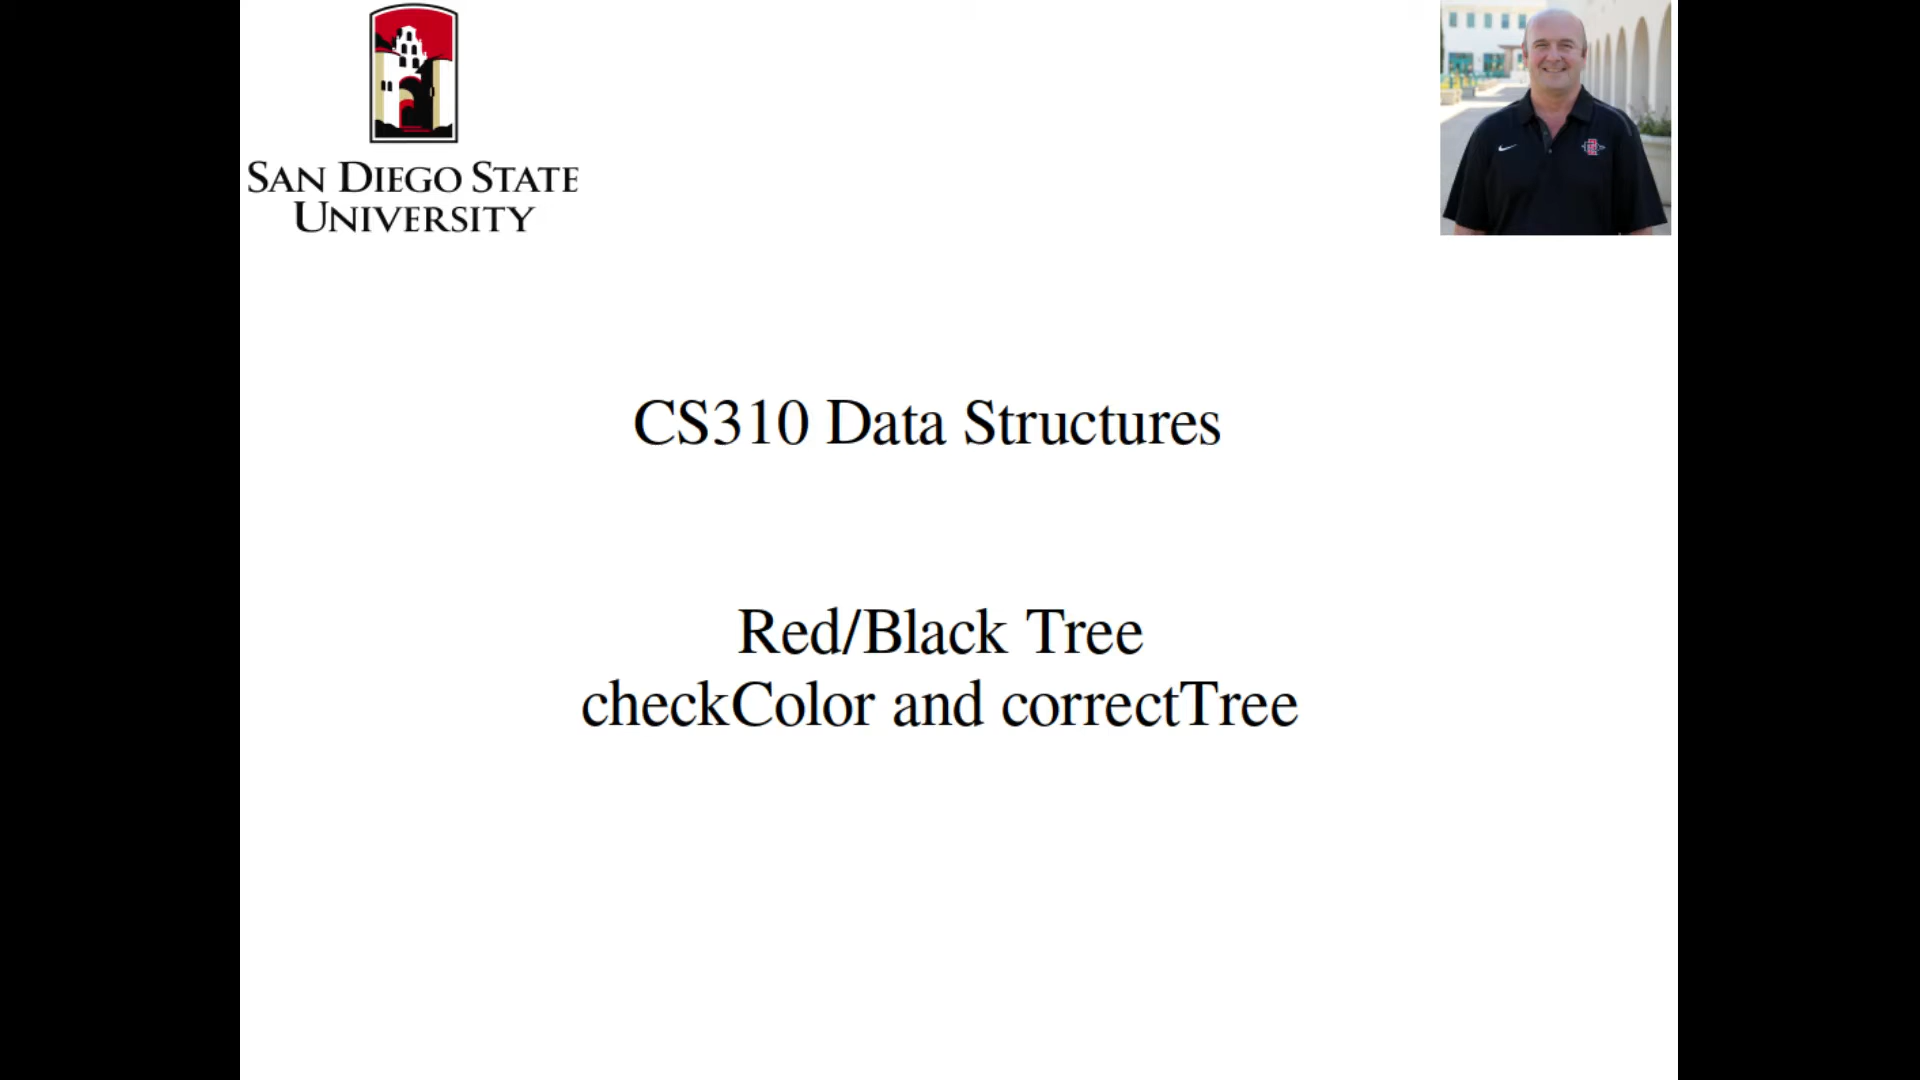 SAN DIEGO STATE
UNIVERSITY
CS310 Data Structures
Red/Black Tree
checkColor and correctTree